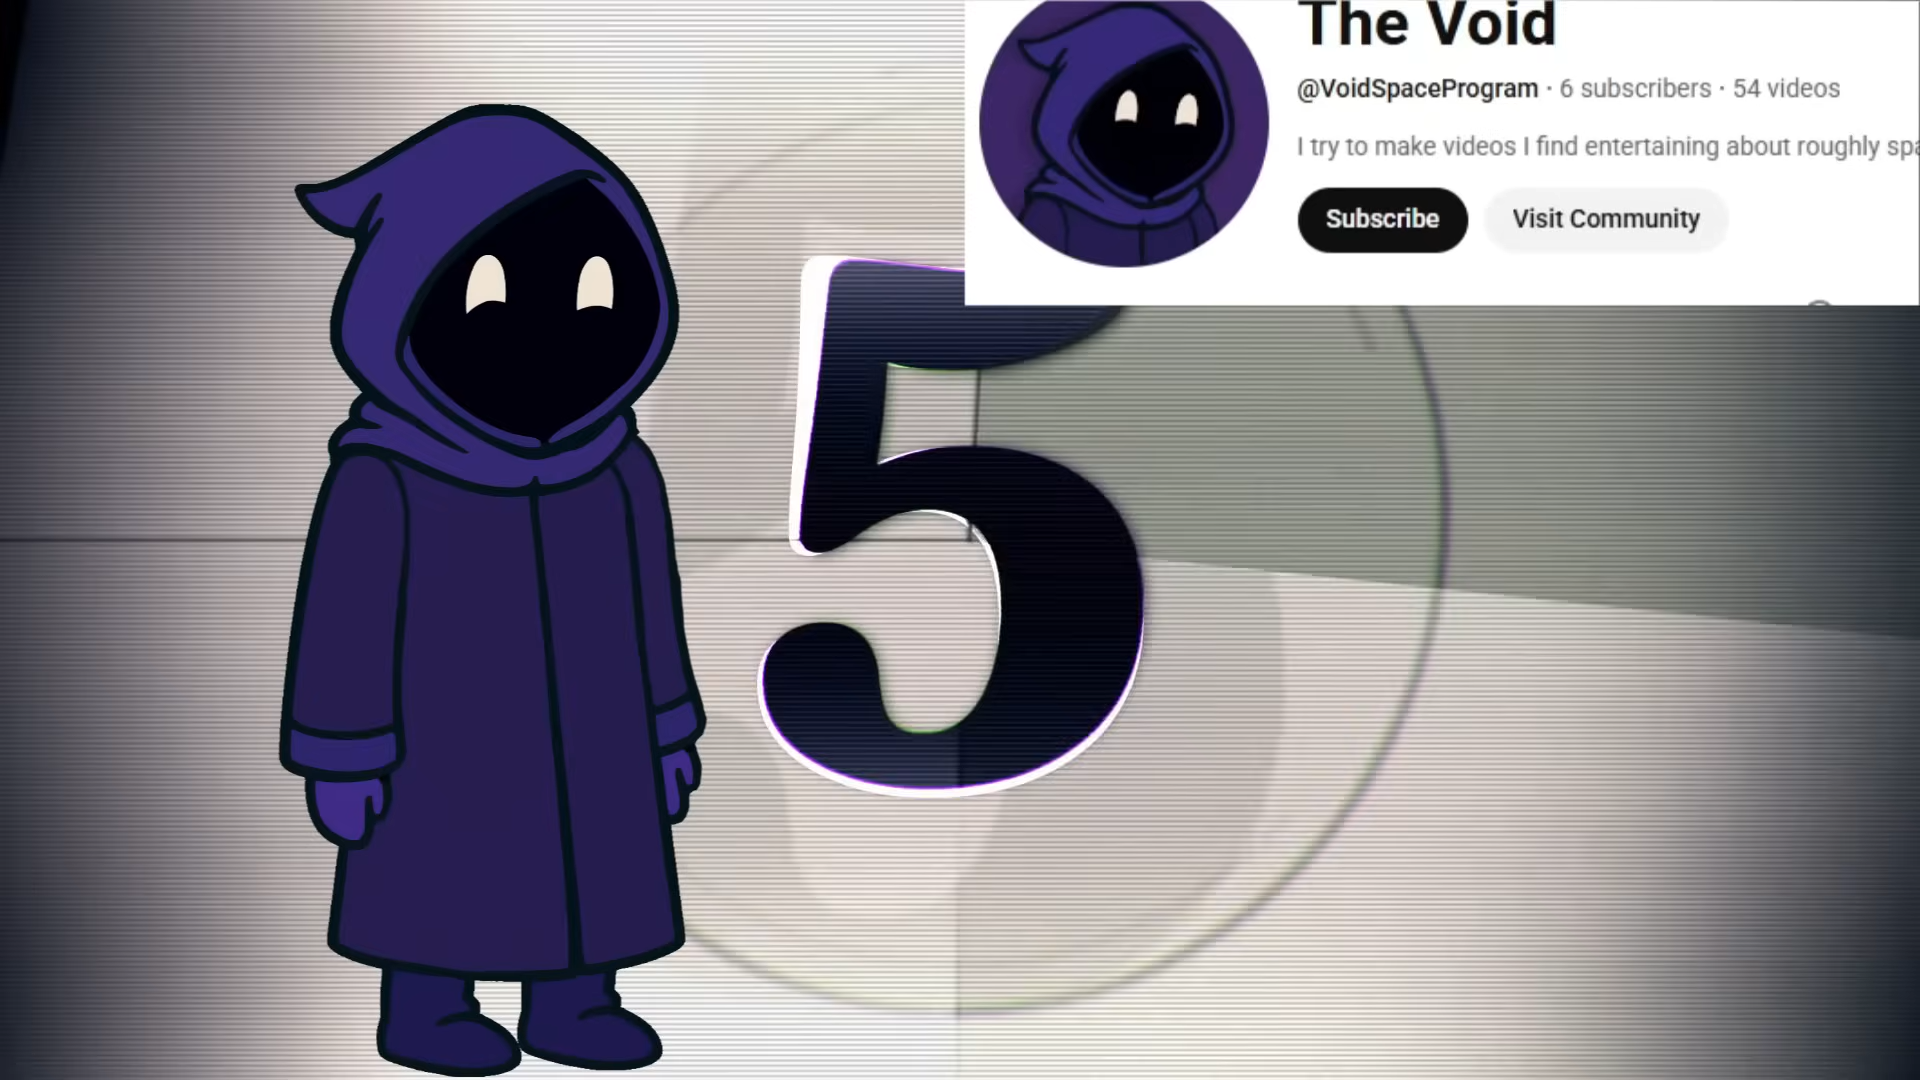 The Void
@VoidSpaceProgram · 6 subscribers · 54 videos
I try to make videos I find entertaining about roughly
Subscribe
Visit Community
5